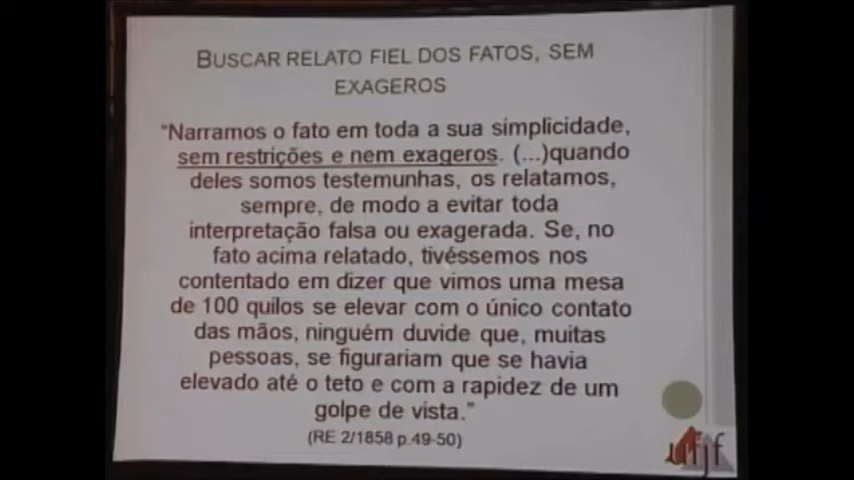 BUSCAR RELATO FIEL DOS FATOS, SEM
EXAGEROS
"Narramos o fato em toda a sua simplicidade,
sem restrições e nem exageros. (...)quando
deles somos testemunhas, os relatamos,
sempre, de modo a evitar toda
interpretação falsa ou exagerada. Se, no
fato acima relatado, tivéssemos nos
contentado em dizer que vimos uma mesa
de 100 quilos se elevar com o único contato
das mãos, ninguém duvide que, muitas
pessoas, se figurariam que se havia
elevado até o teto e com a rapidez de um
golpe de vista."
(RE 2/1858 p.49-50)
ufjf